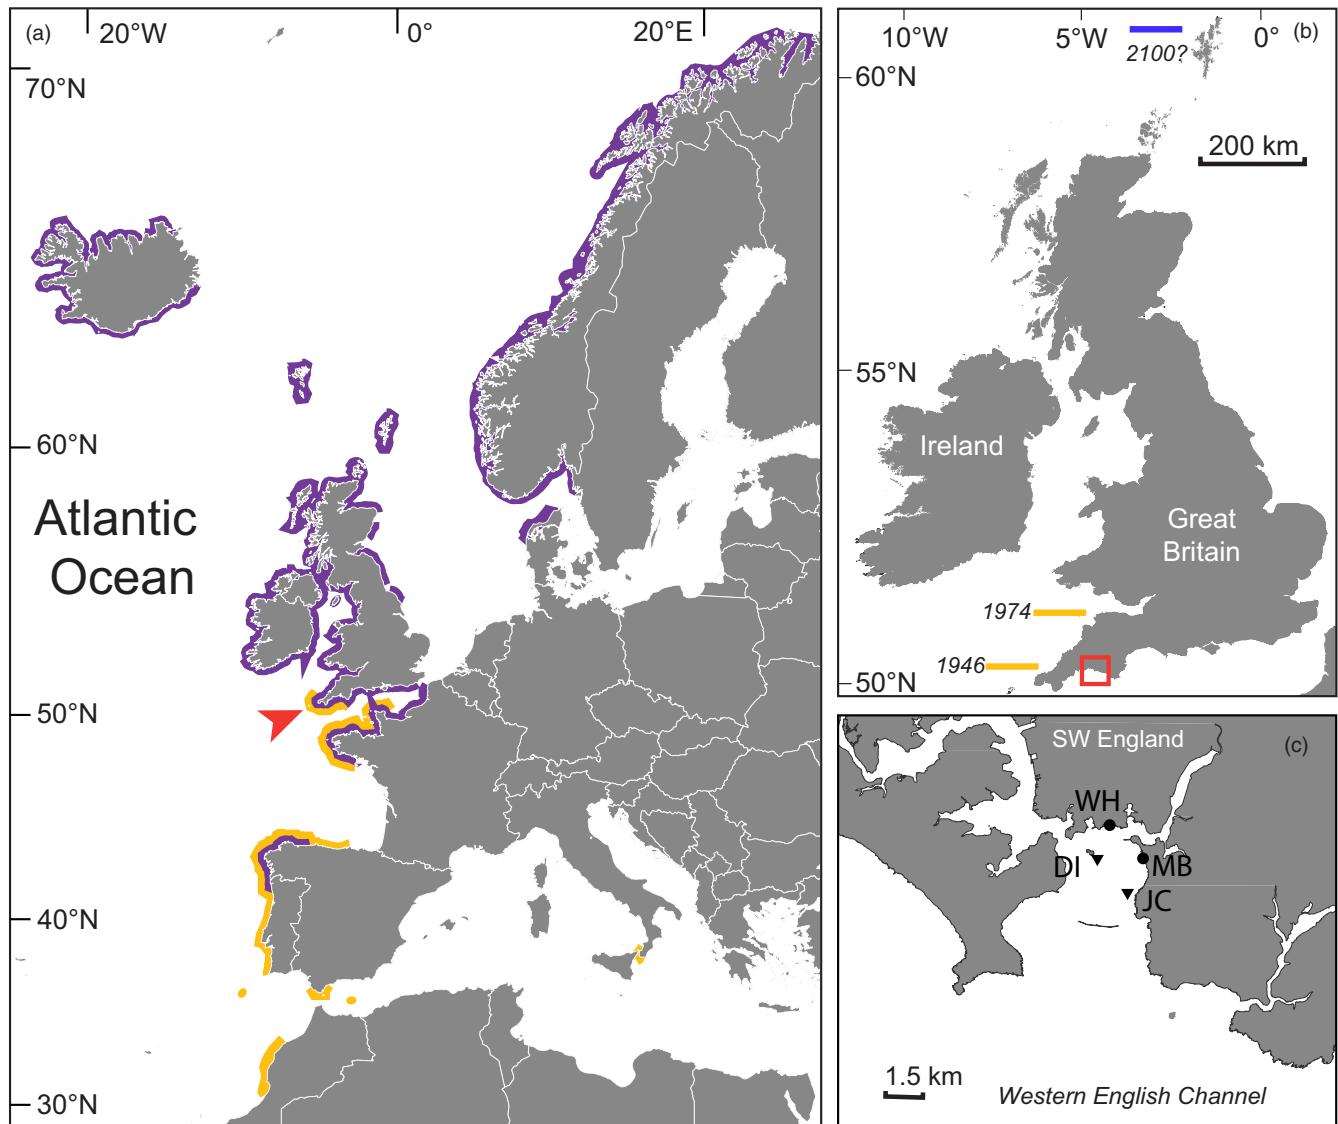 (a)
20°W
0°
20°E
70°N
60°N
Atlantic
Ocean
50°N
40°N
30°N
10°W
5°W
2100?
0°
(b)
60°N
200 km
55°N
Ireland
Great
Britain
1974
1946
50°N
SW England
(c)
WH
DI
MB
JC
1.5 km
Western English Channel